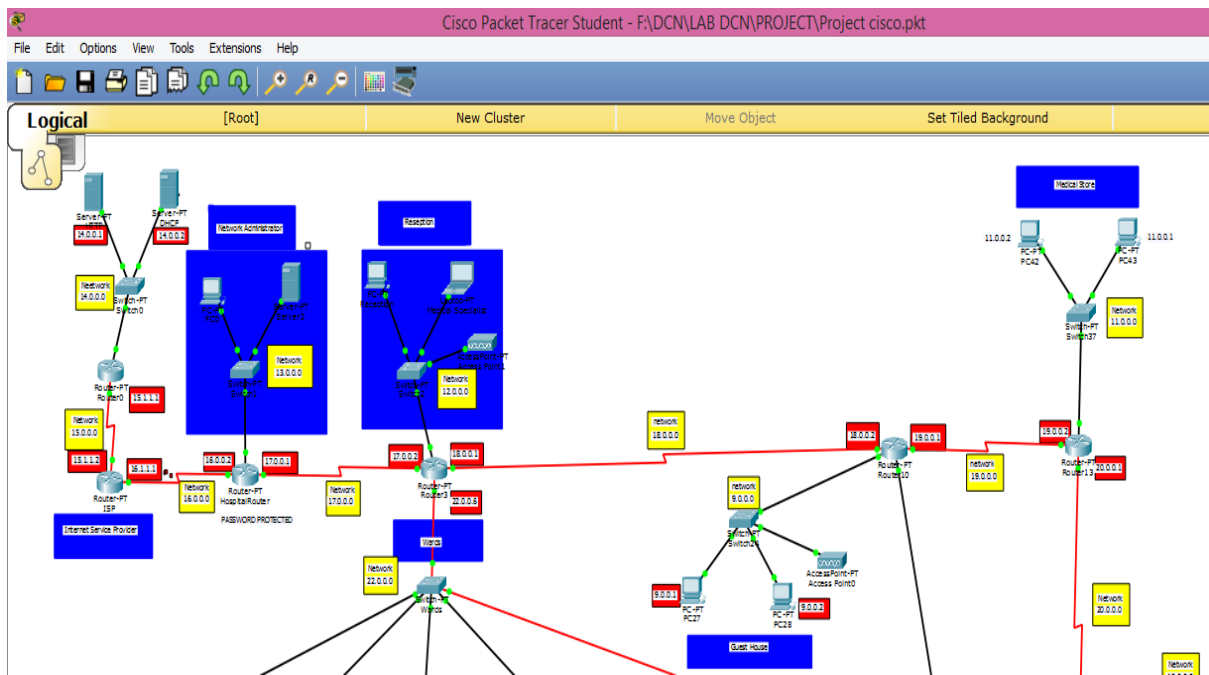 Cisco Packet Tracer Student - F:\DCN\LAB DCN\PROJECT\Project cisco.pkt
File Edit Options View Tools Extensions Help
Logical
[Root]
New Cluster
Move Object
Set Tiled Background
Server-PT
14.0.0.1
Server-PT
DHCP
14.0.0.2
Neetwork
14.0.0.0
Switch-PT
Switch0
Router-PT
Router0
15.1.1.1
Network
15.0.0.0
15.1.1.2
Router-PT
ISP
16.1.1.1
Internet Service Provider
Network
16.0.0.0
Network Administrator
Network
13.0.0.0
16.0.0.2
17.0.0.1
Router-PT
HospitalRouter
PASSWORD PROTECTED
Network
17.0.0.0
Reseption
Network
12.0.0.0
17.0.0.2
18.0.0.1
Router-PT
Router3
22.0.0.6
Wards
Network
22.0.0.0
Switch-PT
Wards
network
18.0.0.0
18.0.0.2
19.0.0.1
Router-PT
Router10
network
19.0.0.0
network
9.0.0.0
Switch-PT
Switch24
AccessPoint-PT
Access Point0
9.0.0.1
PC-PT
PC27
9.0.0.2
PC-PT
PC28
Guest House
Medical Store
11.0.0.2
PC-PT
PC42
11.0.0.1
PC-PT
PC43
Network
11.0.0.0
Switch-PT
Switch37
19.0.0.2
Router-PT
Router13
20.0.0.1
Network
20.0.0.0
Network